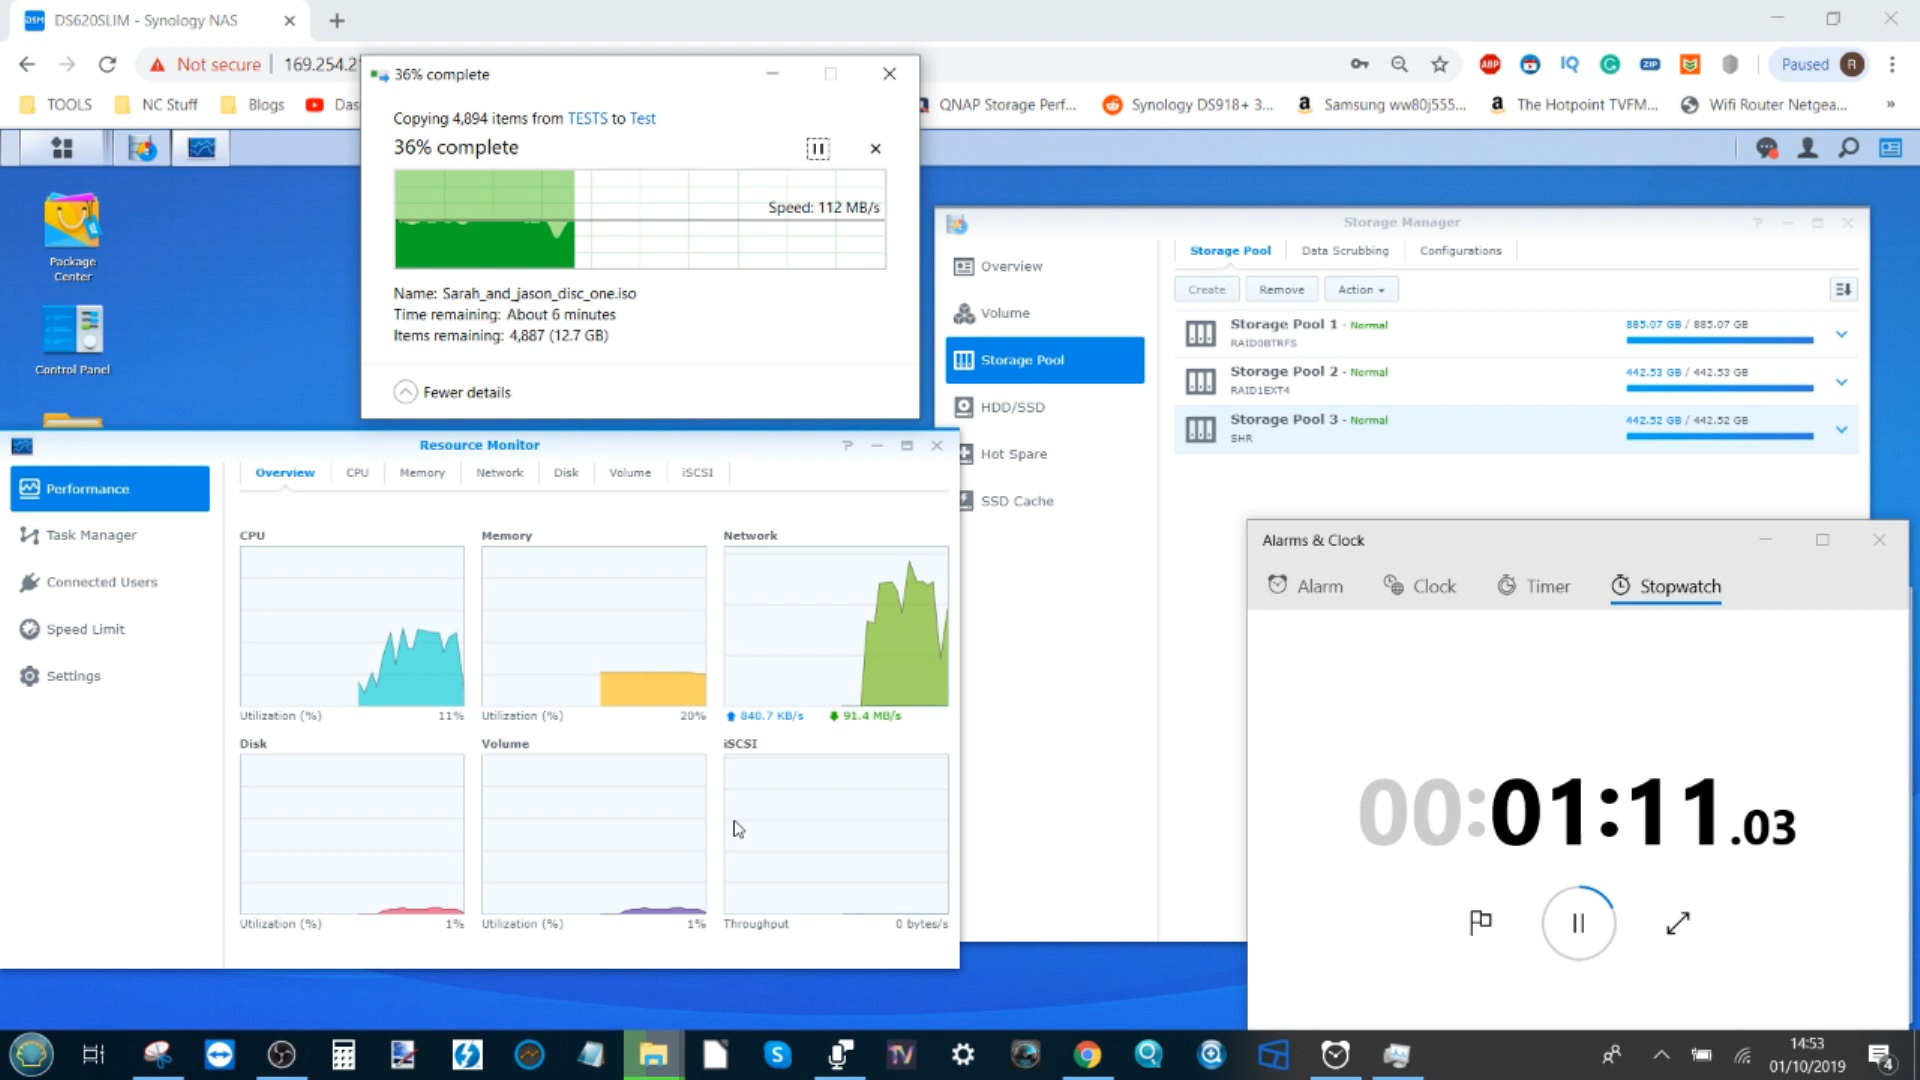 DSM DS620SLIM - Synology NAS
Not secure | 169.254.2
ABP
IQ
ZIP
Paused R
TOOLS
NC Stuff
Blogs
Das
QNAP Storage Perf...
Synology DS918+ 3...
Samsung ww80j555...
The Hotpoint TVFM...
Wifi Router Netgea...
»
36% complete
Copying 4,894 items from TESTS to Test
36% complete
Speed: 112 MB/s
Name: Sarah_and_jason_disc_one.iso
Time remaining: About 6 minutes
Items remaining: 4,887 (12.7 GB)
Fewer details
Package
Center
Control Panel
Storage Manager
Overview
Volume
Storage Pool
HDD/SSD
Hot Spare
SSD Cache
Storage Pool
Data Scrubbing
Configurations
Create
Remove
Action
Storage Pool 1 - Normal
RAID0BTRFS
885.07 GB / 885.07 GB
Storage Pool 2 - Normal
RAID1EXT4
442.53 GB / 442.53 GB
Storage Pool 3 - Normal
SHR
442.52 GB / 442.52 GB
Resource Monitor
Performance
Task Manager
Connected Users
Speed Limit
Settings
Overview
CPU
Memory
Network
Disk
Volume
iSCSI
CPU
Memory
Network
Utilization (%) 11%
Utilization (%) 20%
840.7 KB/s 91.4 MB/s
Disk
Volume
iSCSI
Utilization (%) 1%
Utilization (%) 1%
Throughput 0 bytes/s
Alarms & Clock
Alarm
Clock
Timer
Stopwatch
00:01:11.03
TV
14:53
01/10/2019
4